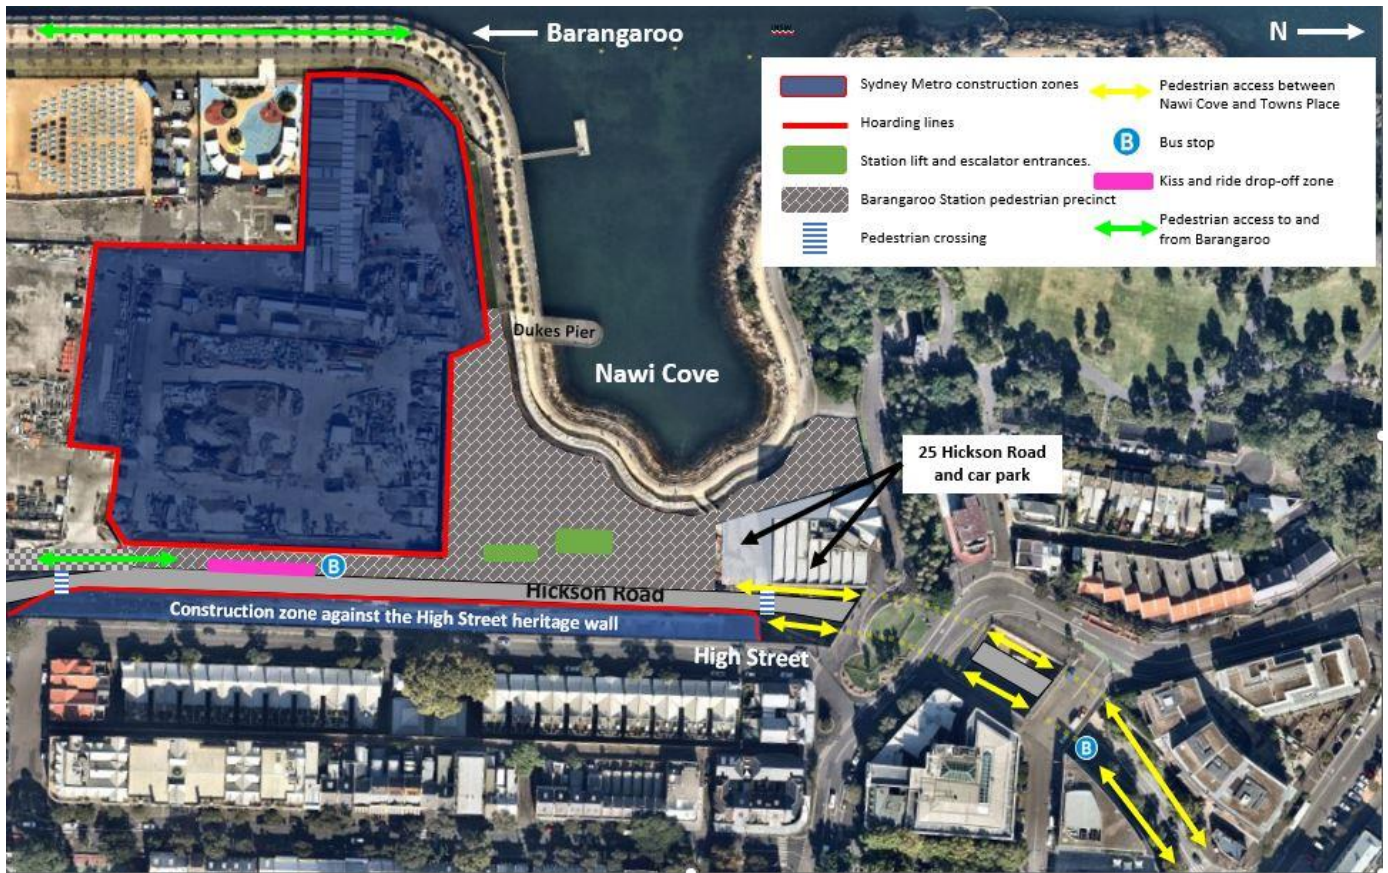 Barangaroo
N
Sydney Metro construction zones
Hoarding lines
Station lift and escalator entrances.
Barangaroo Station pedestrian precinct
Pedestrian crossing
Pedestrian access between
Nawi Cove and Towns Place
B
Bus stop
Kiss and ride drop-off zone
Pedestrian access to and
from Barangaroo
Dukes Pier
Nawi Cove
25 Hickson Road
and car park
B
Hickson Road
Construction zone against the High Street heritage wall
High Street
B